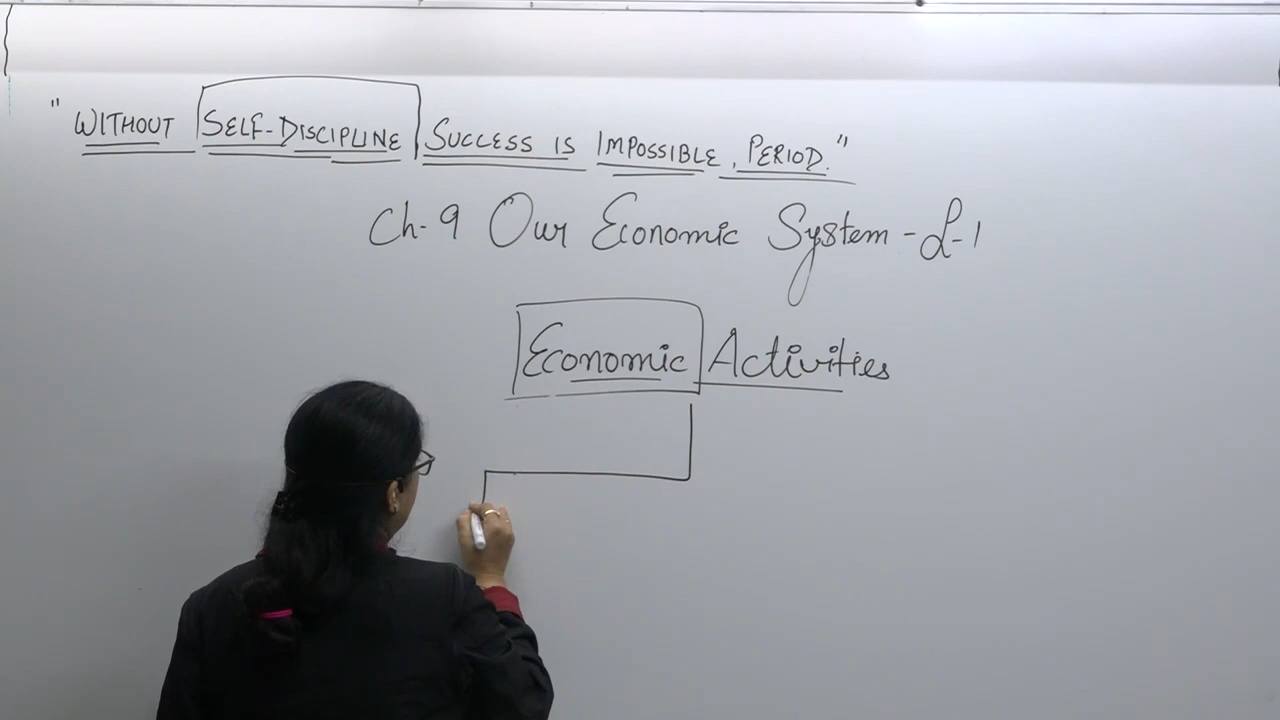 "WITHOUT SELF-DISCIPLINE SUCCESS IS IMPOSSIBLE, PERIOD."
Ch-9 Our Economic System - L-1
Economic Activities